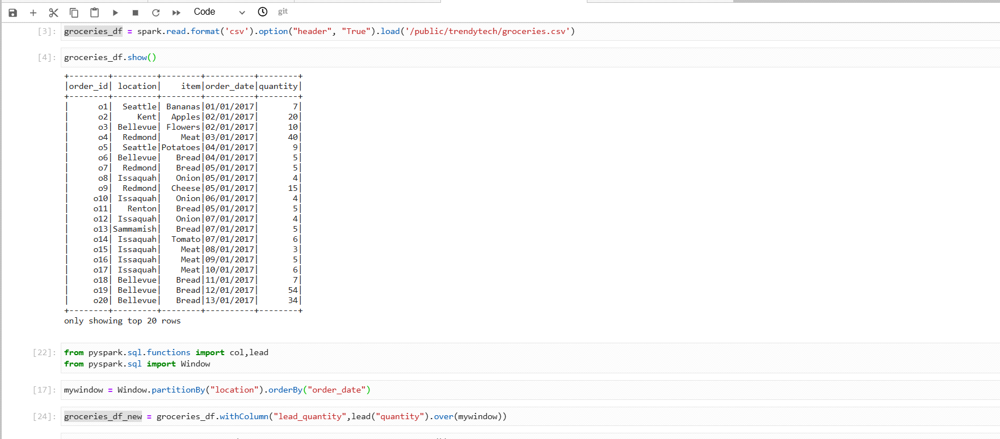 Code git
[3]: groceries_df = spark.read.format('csv').option("header", "True").load('/public/trendytech/groceries.csv')
[4]: groceries_df.show()
+--------+---------+--------+----------+--------+
|order_id| location|    item|order_date|quantity|
+--------+---------+--------+----------+--------+
|      o1|  Seattle| Bananas|01/01/2017|       7|
|      o2|     Kent|  Apples|02/01/2017|      20|
|      o3| Bellevue| Flowers|02/01/2017|      10|
|      o4|  Redmond|    Meat|03/01/2017|      40|
|      o5|  Seattle|Potatoes|04/01/2017|       9|
|      o6| Bellevue|   Bread|04/01/2017|       5|
|      o7|  Redmond|   Bread|05/01/2017|       5|
|      o8| Issaquah|   Onion|05/01/2017|       4|
|      o9|  Redmond|  Cheese|05/01/2017|      15|
|     o10| Issaquah|   Onion|06/01/2017|       4|
|     o11|   Renton|   Bread|05/01/2017|       5|
|     o12| Issaquah|   Onion|07/01/2017|       4|
|     o13|Sammamish|   Bread|07/01/2017|       5|
|     o14| Issaquah|  Tomato|07/01/2017|       6|
|     o15| Issaquah|    Meat|08/01/2017|       3|
|     o16| Issaquah|    Meat|09/01/2017|       5|
|     o17| Issaquah|    Meat|10/01/2017|       6|
|     o18| Bellevue|   Bread|11/01/2017|       7|
|     o19| Bellevue|   Bread|12/01/2017|      54|
|     o20| Bellevue|   Bread|13/01/2017|      34|
+--------+---------+--------+----------+--------+
only showing top 20 rows
[22]: from pyspark.sql.functions import col,lead
from pyspark.sql import Window
[17]: mywindow = Window.partitionBy("location").orderBy("order_date")
[24]: groceries_df_new = groceries_df.withColumn("lead_quantity",lead("quantity").over(mywindow))